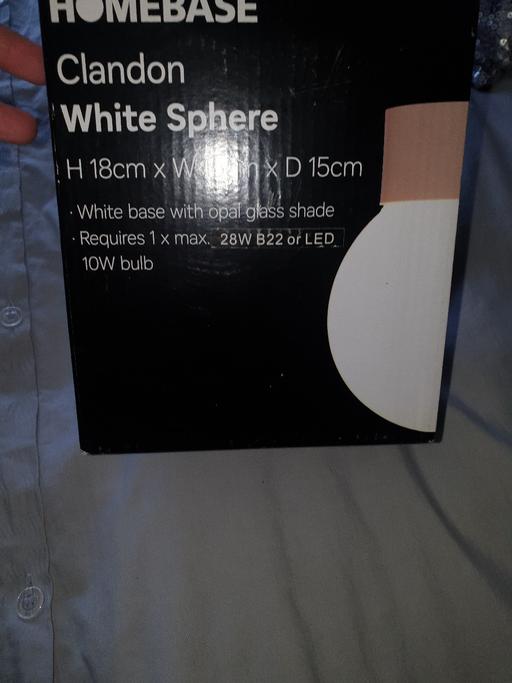 HOMEBASE
Clandon
White Sphere
H 18cm x W x D 15cm
· White base with opal glass shade
· Requires 1 x max. 28W B22 or LED
10W bulb